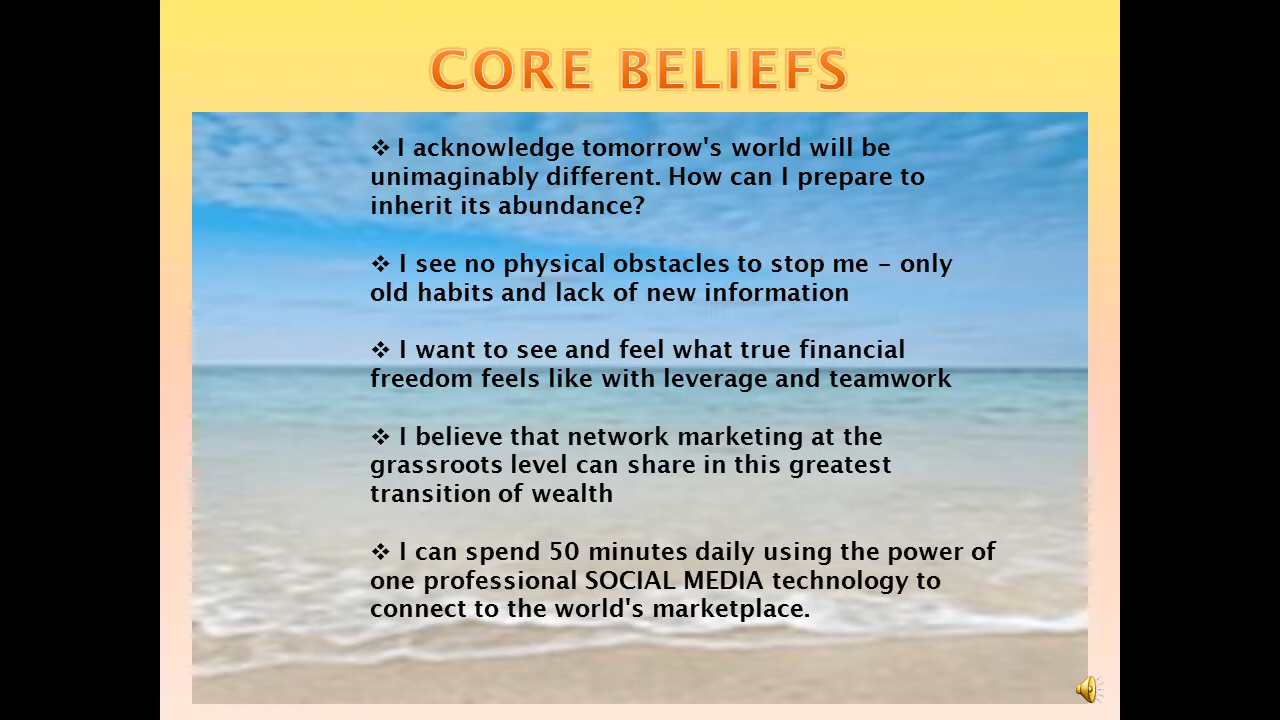 CORE BELIEFS
❖ I acknowledge tomorrow's world will be
unimaginably different. How can I prepare to
inherit its abundance?
❖ I see no physical obstacles to stop me – only
old habits and lack of new information
❖ I want to see and feel what true financial
freedom feels like with leverage and teamwork
❖ I believe that network marketing at the
grassroots level can share in this greatest
transition of wealth
❖ I can spend 50 minutes daily using the power of
one professional SOCIAL MEDIA technology to
connect to the world's marketplace.